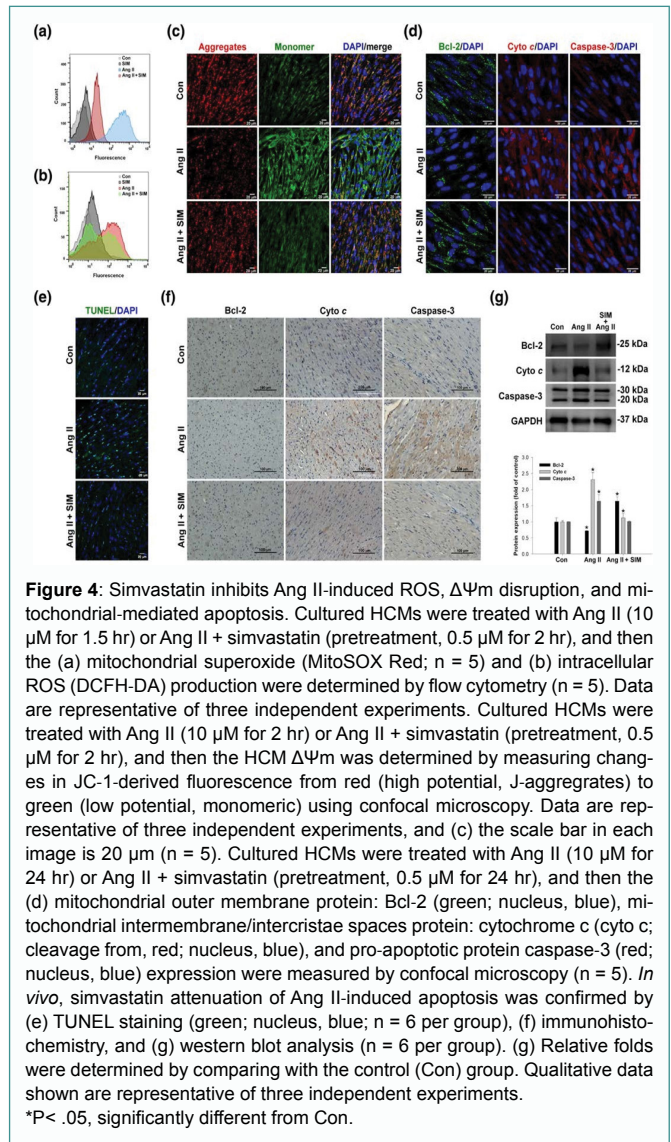 (a)
Con
SIM
Ang II
Ang II + SIM
Count
Fluorescence
(b)
Con
SIM
Ang II
Ang II + SIM
Count
Fluorescence
(c)
Aggregates Monomer DAPI/merge
Con
Ang II
Ang II + SIM
(d)
Bcl-2/DAPI Cyto c/DAPI Caspase-3/DAPI
(e)
TUNEL/DAPI
Con
Ang II
Ang II + SIM
(f)
Bcl-2 Cyto c Caspase-3
Con
Ang II
Ang II + SIM
(g)
Con Ang II SIM + Ang II
Bcl-2 -25 kDa
Cyto c -12 kDa
Caspase-3 -30 kDa
-20 kDa
GAPDH -37 kDa
Bcl-2
Cyto c
Caspase-3
Protein expression (fold of control)
3.0
2.5
2.0
1.5
1.0
0.5
0.0
Con Ang II Ang II + SIM
Figure 4: Simvastatin inhibits Ang II-induced ROS, ΔΨm disruption, and mi-
tochondrial-mediated apoptosis. Cultured HCMs were treated with Ang II (10
µM for 1.5 hr) or Ang II + simvastatin (pretreatment, 0.5 µM for 2 hr), and then
the (a) mitochondrial superoxide (MitoSOX Red; n = 5) and (b) intracellular
ROS (DCFH-DA) production were determined by flow cytometry (n = 5). Data
are representative of three independent experiments. Cultured HCMs were
treated with Ang II (10 µM for 2 hr) or Ang II + simvastatin (pretreatment, 0.5
µM for 2 hr), and then the HCM ΔΨm was determined by measuring chang-
es in JC-1-derived fluorescence from red (high potential, J-aggregrates) to
green (low potential, monomeric) using confocal microscopy. Data are rep-
resentative of three independent experiments, and (c) the scale bar in each
image is 20 µm (n = 5). Cultured HCMs were treated with Ang II (10 µM for
24 hr) or Ang II + simvastatin (pretreatment, 0.5 µM for 24 hr), and then the
(d) mitochondrial outer membrane protein: Bcl-2 (green; nucleus, blue), mi-
tochondrial intermembrane/intercristae spaces protein: cytochrome c (cyto c;
cleavage from, red; nucleus, blue), and pro-apoptotic protein caspase-3 (red;
nucleus, blue) expression were measured by confocal microscopy (n = 5). In
vivo, simvastatin attenuation of Ang II-induced apoptosis was confirmed by
(e) TUNEL staining (green; nucleus, blue; n = 6 per group), (f) immunohisto-
chemistry, and (g) western blot analysis (n = 6 per group). (g) Relative folds
were determined by comparing with the control (Con) group. Qualitative data
shown are representative of three independent experiments.
*P< .05, significantly different from Con.